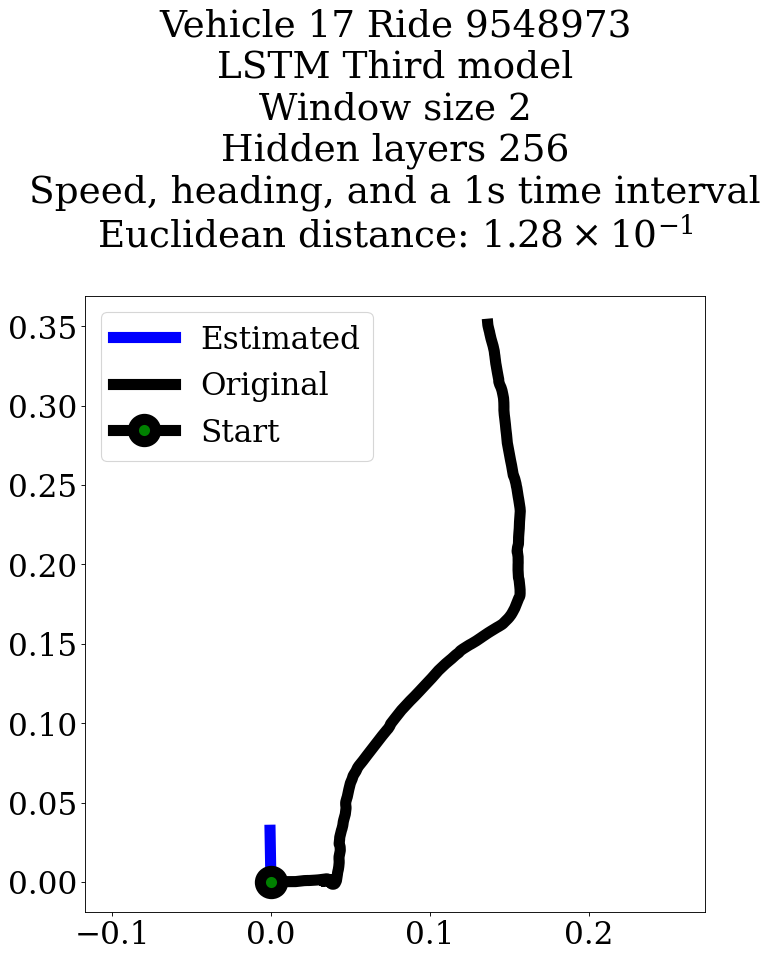 Vehicle 17 Ride 9548973
LSTM Third model
Window size 2
Hidden layers 256
Speed, heading, and a 1s time interval
Euclidean distance: 1.28 × 10⁻¹
Estimated
Original
Start
0.35
0.30
0.25
0.20
0.15
0.10
0.05
0.00
−0.1 0.0 0.1 0.2